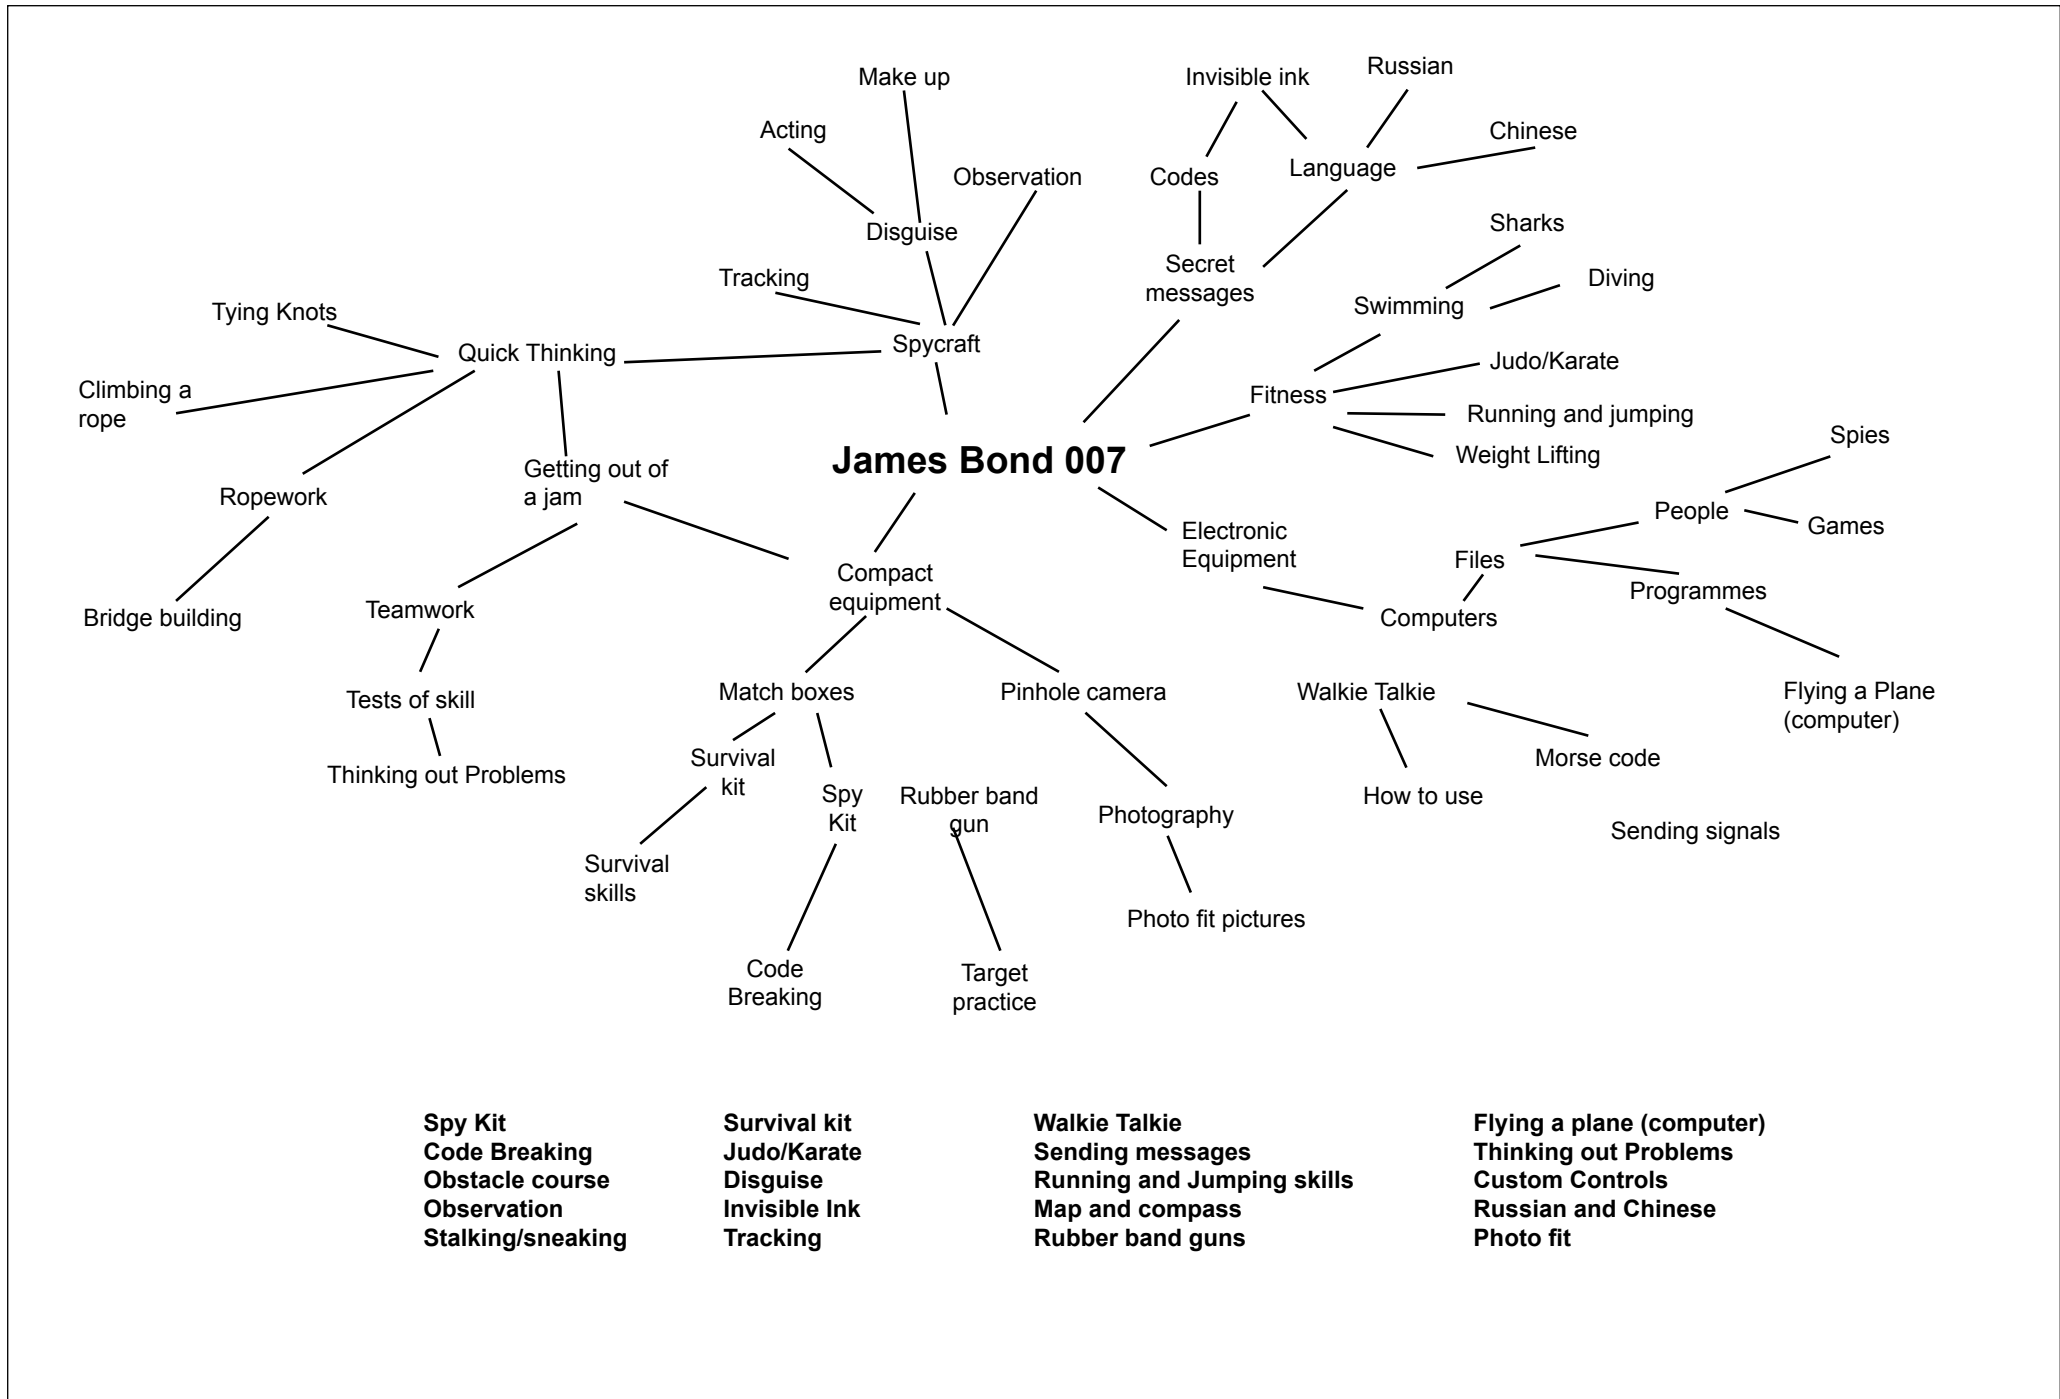 Make up
Invisible ink
Russian
Acting
Chinese
Observation
Codes
Language
Disguise
Sharks
Tracking
Secret
messages
Diving
Swimming
Tying Knots
Quick Thinking
Spycraft
Judo/Karate
Climbing a
rope
Fitness
Running and jumping
James Bond 007
Weight Lifting
Spies
Getting out of
a jam
Ropework
People
Games
Electronic
Equipment
Files
Compact
equipment
Programmes
Bridge building
Teamwork
Computers
Tests of skill
Match boxes
Pinhole camera
Walkie Talkie
Flying a Plane
(computer)
Survival
kit
Morse code
Thinking out Problems
Spy
Kit
Rubber band
gun
How to use
Photography
Sending signals
Survival
skills
Photo fit pictures
Code
Breaking
Target
practice
Spy Kit
Code Breaking
Obstacle course
Observation
Stalking/sneaking
Survival kit
Judo/Karate
Disguise
Invisible Ink
Tracking
Walkie Talkie
Sending messages
Running and Jumping skills
Map and compass
Rubber band guns
Flying a plane (computer)
Thinking out Problems
Custom Controls
Russian and Chinese
Photo fit